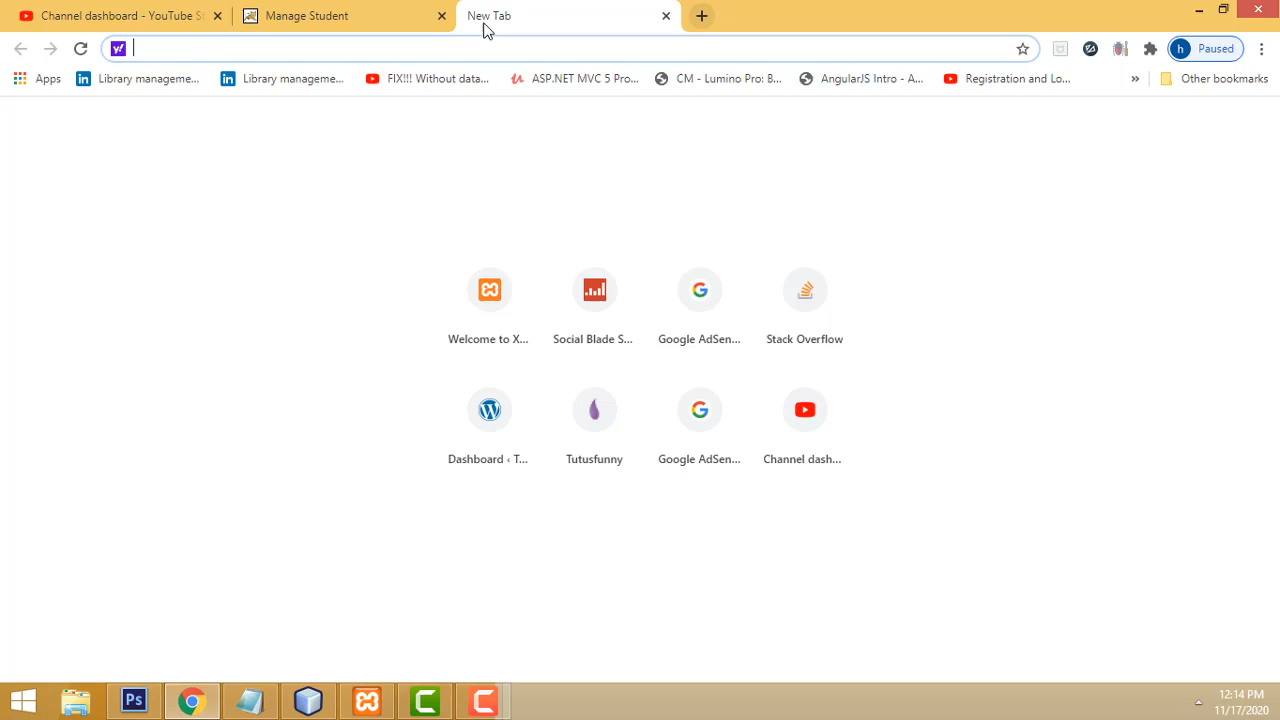 Channel dashboard - YouTube St
Manage Student
New Tab
y!
h Paused
Apps
Library manageme...
Library manageme...
FIX!!! Without data...
ASP.NET MVC 5 Pro...
CM - Lumino Pro: B...
AngularJS Intro - A...
Registration and Lo...
»
Other bookmarks
Welcome to X...
Social Blade S...
Google AdSen...
Stack Overflow
Dashboard ‹ T...
Tutusfunny
Google AdSen...
Channel dash...
Ps
12:14 PM
11/17/2020